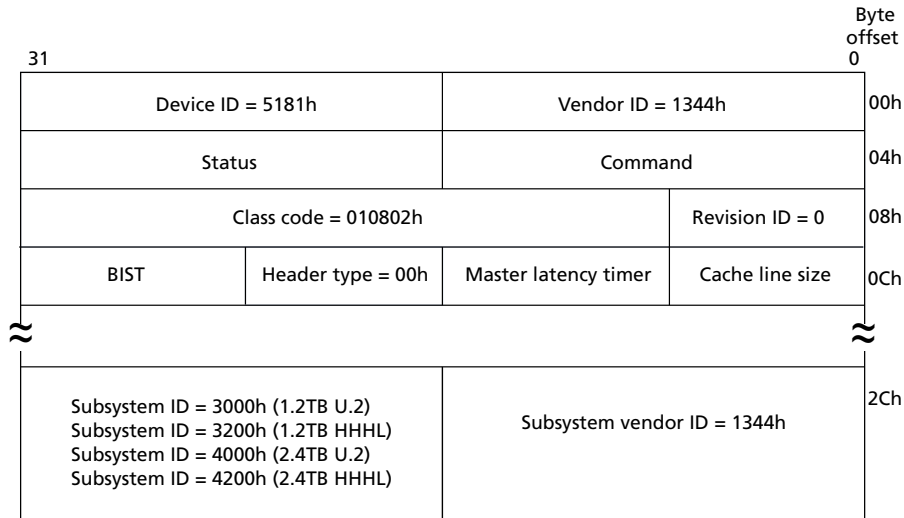 Byte
offset
31 0
Device ID = 5181h Vendor ID = 1344h 00h
Status Command 04h
Class code = 010802h Revision ID = 0 08h
BIST Header type = 00h Master latency timer Cache line size 0Ch
≈ ≈
Subsystem ID = 3000h (1.2TB U.2)
Subsystem ID = 3200h (1.2TB HHHL)
Subsystem ID = 4000h (2.4TB U.2)
Subsystem ID = 4200h (2.4TB HHHL)
Subsystem vendor ID = 1344h
2Ch